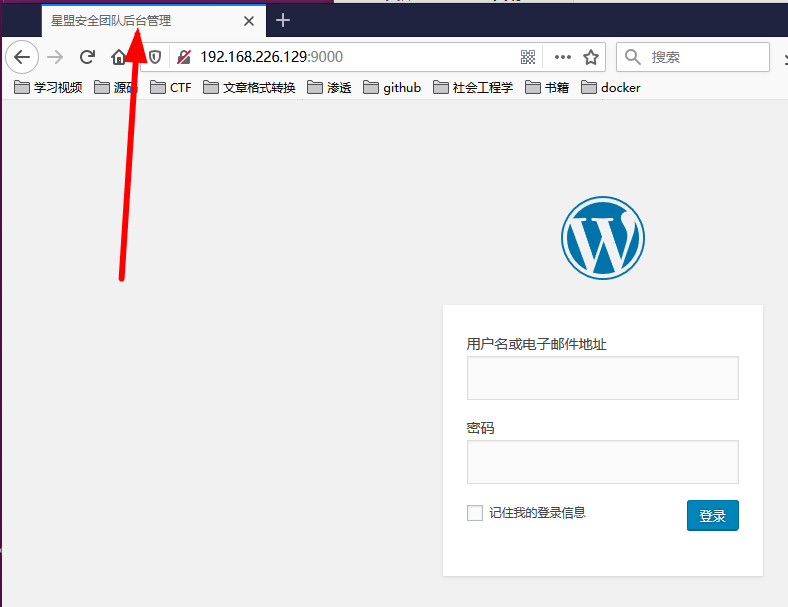 星盟安全团队后台管理
192.168.226.129:9000
搜索
学习视频 源码 CTF 文章格式转换 渗透 github 社会工程学 书籍 docker
用户名或电子邮件地址
密码
记住我的登录信息 登录